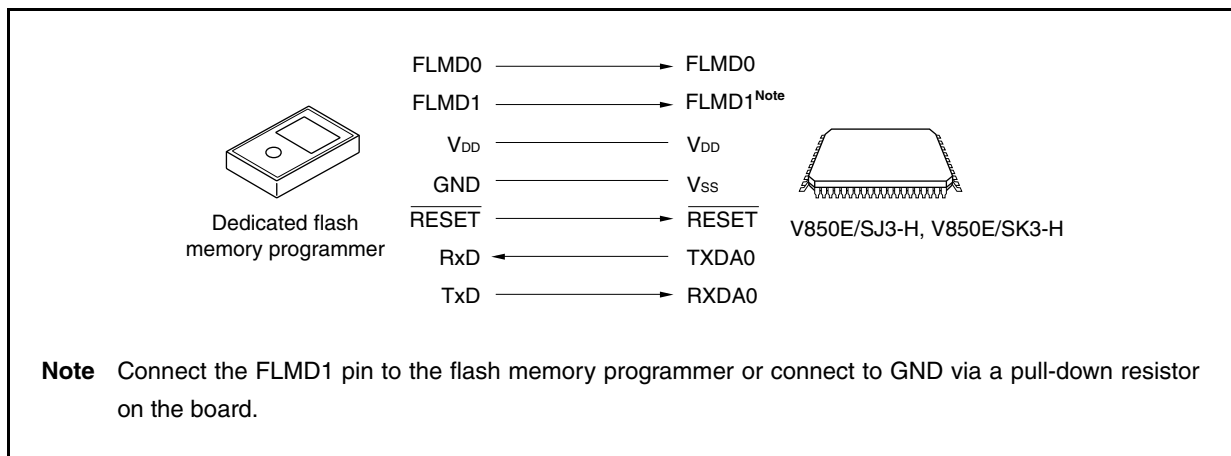 FLMD0 FLMD0
FLMD1 FLMD1Note
VDD VDD
GND VSS
RESET RESET
RxD TXDA0
TxD RXDA0
Dedicated flash
memory programmer
V850E/SJ3-H, V850E/SK3-H
Note Connect the FLMD1 pin to the flash memory programmer or connect to GND via a pull-down resistor
on the board.